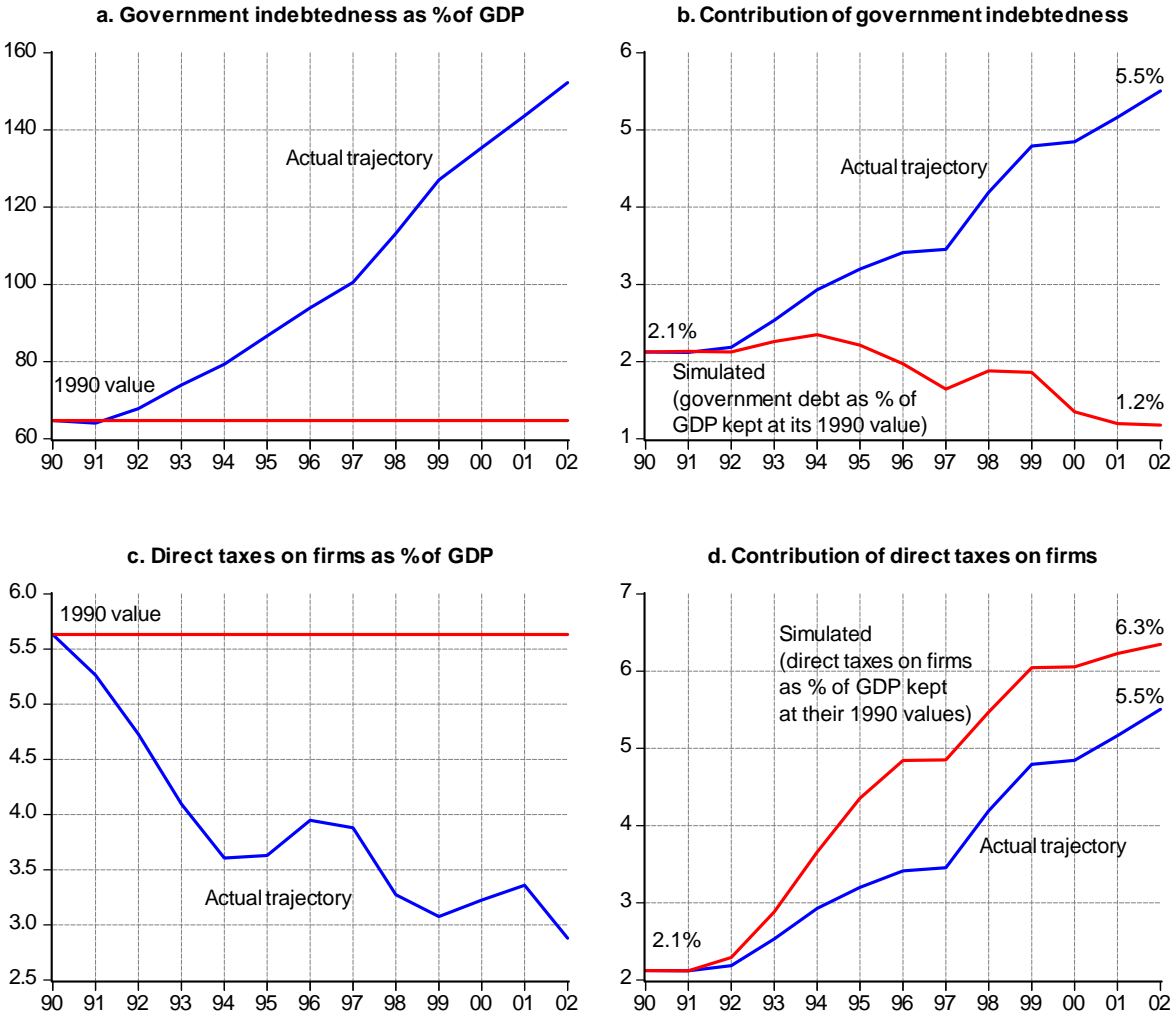 a. Government indebtedness as %of GDP
160
140
120
100
80
60
Actual trajectory
1990 value
90 91 92 93 94 95 96 97 98 99 00 01 02
b. Contribution of government indebtedness
6
5
4
3
2
1
5.5%
Actual trajectory
2.1%
Simulated
(government debt as % of
GDP kept at its 1990 value)
1.2%
90 91 92 93 94 95 96 97 98 99 00 01 02
c. Direct taxes on firms as %of GDP
6.0
5.5
5.0
4.5
4.0
3.5
3.0
2.5
1990 value
Actual trajectory
90 91 92 93 94 95 96 97 98 99 00 01 02
d. Contribution of direct taxes on firms
7
6
5
4
3
2
Simulated
(direct taxes on firms
as % of GDP kept
at their 1990 values)
6.3%
5.5%
Actual trajectory
2.1%
90 91 92 93 94 95 96 97 98 99 00 01 02